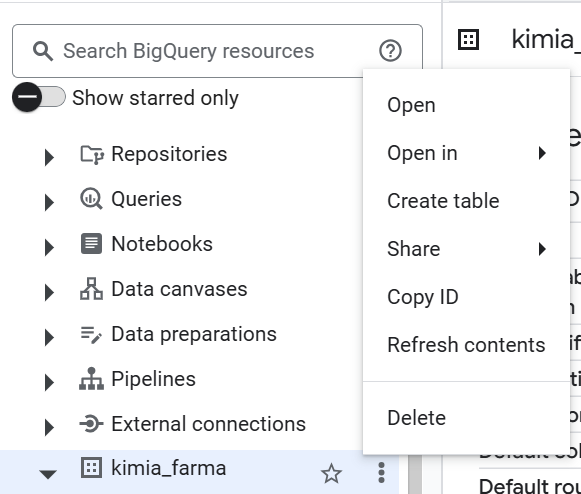 Search BigQuery resources
Show starred only
Repositories
Queries
Notebooks
Data canvases
Data preparations
Pipelines
External connections
kimia_farma
Open
Open in
Create table
Share
Copy ID
Refresh contents
Delete
kimia_
Default rou